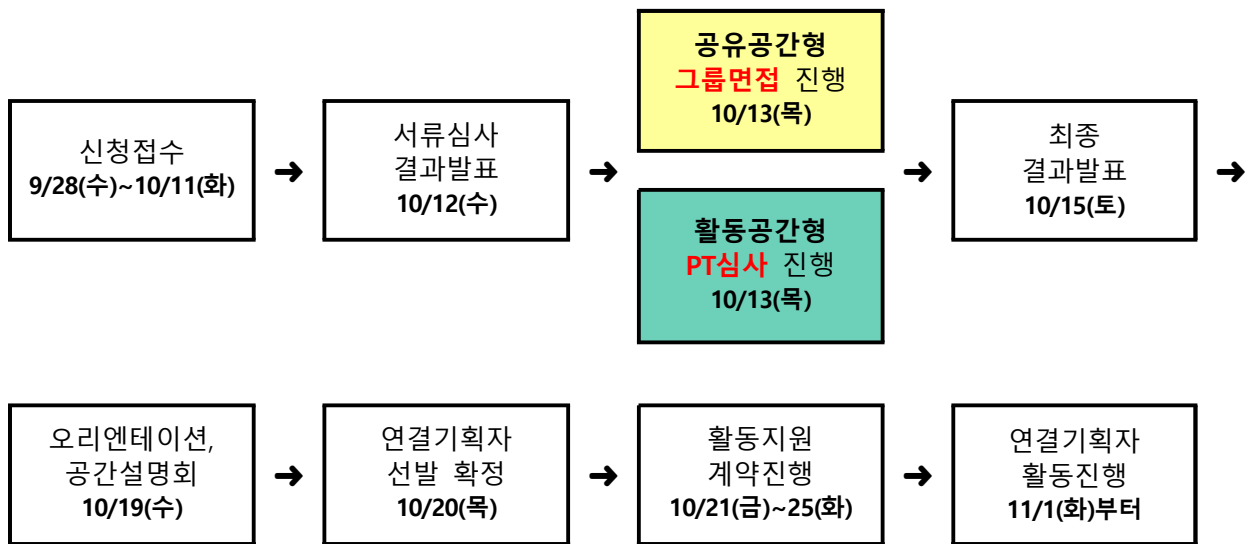 신청접수
9/28(수)~10/11(화)
➜
서류심사
결과발표
10/12(수)
➜
공유공간형
그룹면접 진행
10/13(목)
활동공간형
PT심사 진행
10/13(목)
➜
최종
결과발표
10/15(토)
➜
오리엔테이션,
공간설명회
10/19(수)
➜
연결기획자
선발 확정
10/20(목)
➜
활동지원
계약진행
10/21(금)~25(화)
➜
연결기획자
활동진행
11/1(화)부터